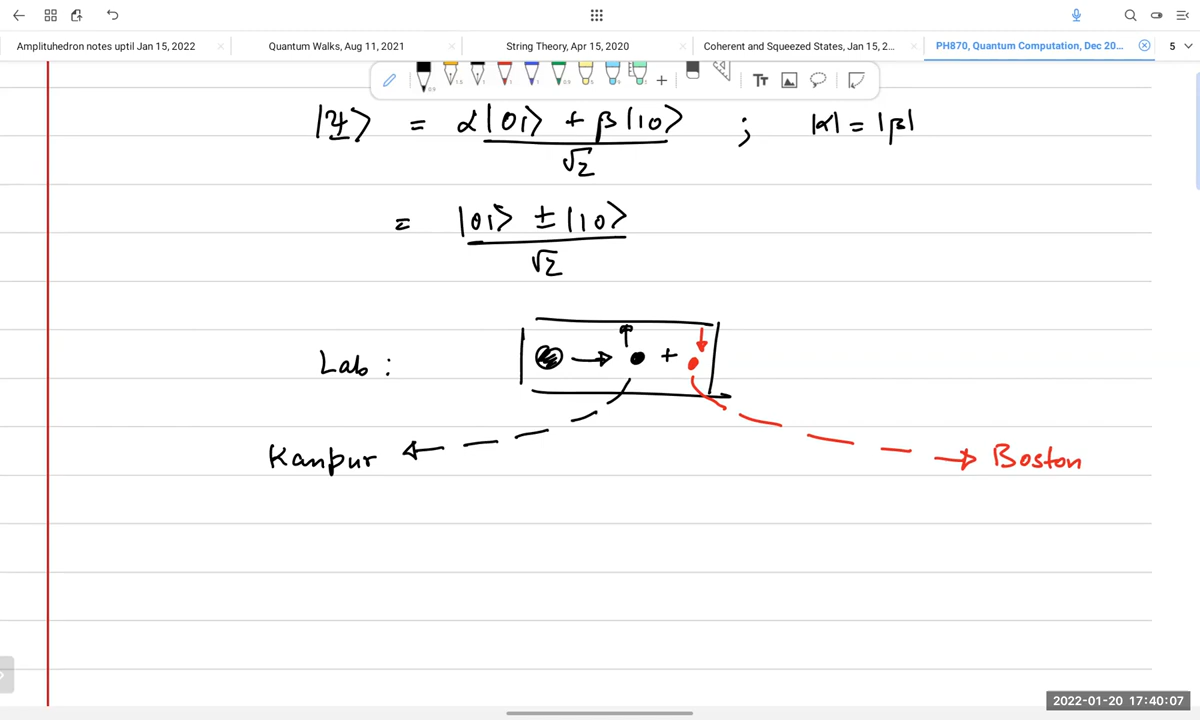 Amplituhedron notes uptil Jan 15, 2022 Quantum Walks, Aug 11, 2021 String Theory, Apr 15, 2020 Coherent and Squeezed States, Jan 15, 2... PH870, Quantum Computation, Dec 20... 5
Tт
|Ψ⟩ = α|01⟩ + β|10⟩ ; |α| = |β|
√2
= |01⟩ ± |10⟩
√2
Lab : → +
Kanpur Boston
2022-01-20 17:40:07